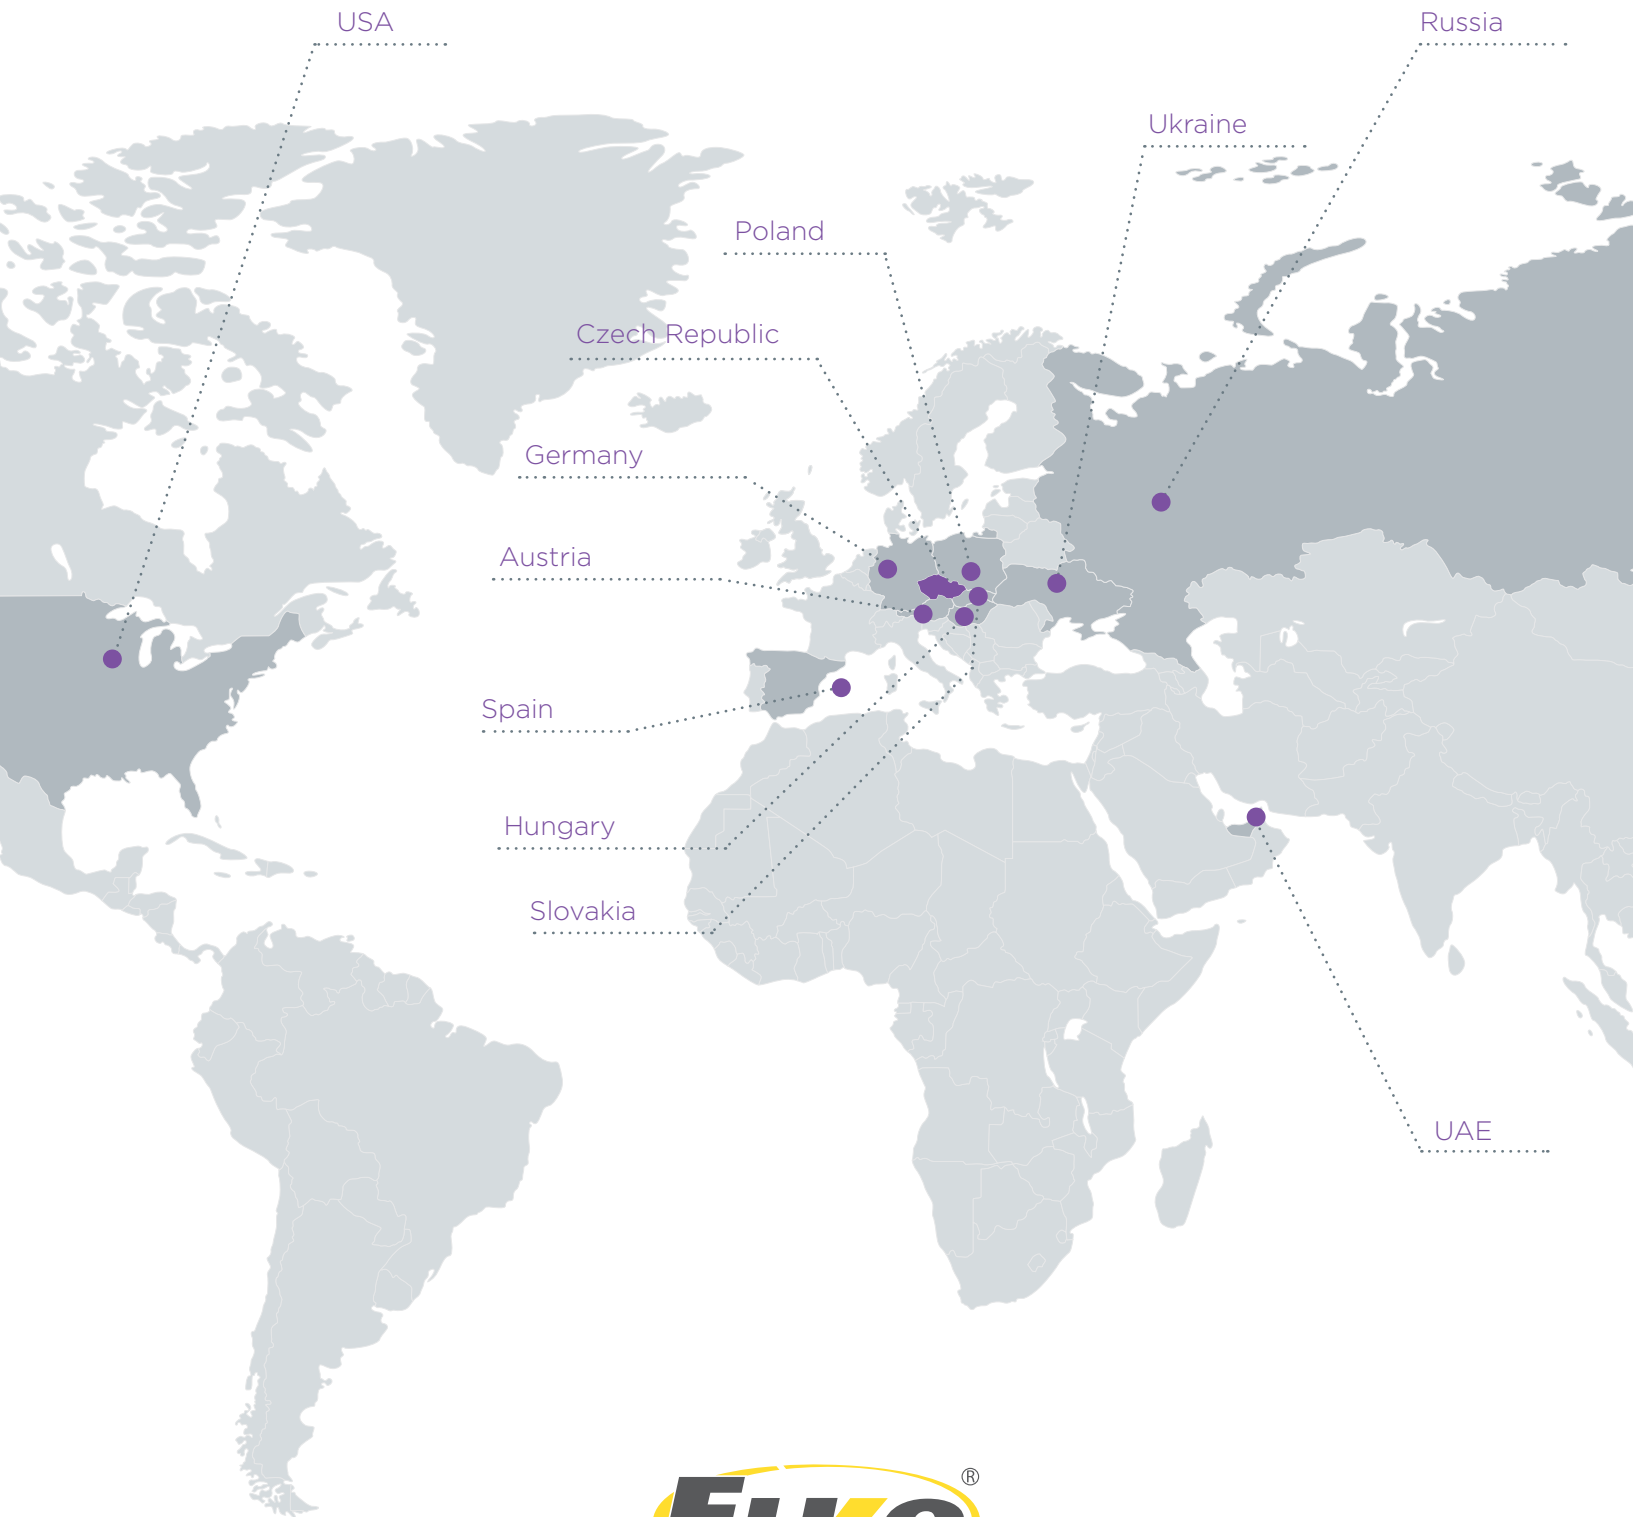 USA
Russia
Ukraine
Poland
Czech Republic
Germany
Austria
Spain
Hungary
Slovakia
UAE
®